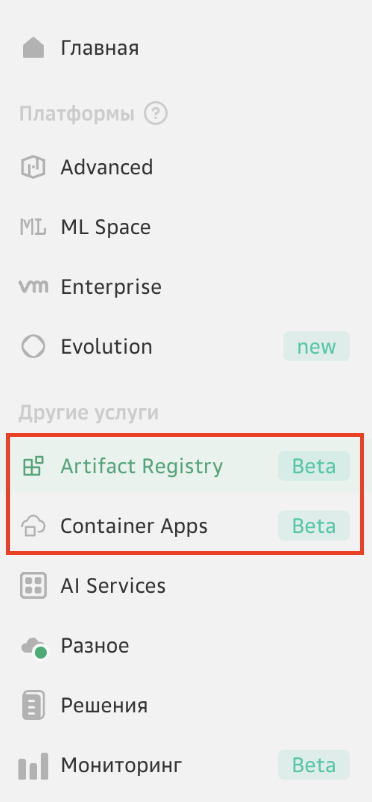 Главная
Платформы ?
Advanced
ML ML Space
vm Enterprise
Evolution new
Другие услуги
Artifact Registry Beta
Container Apps Beta
AI Services
Разное
Решения
Мониторинг Beta